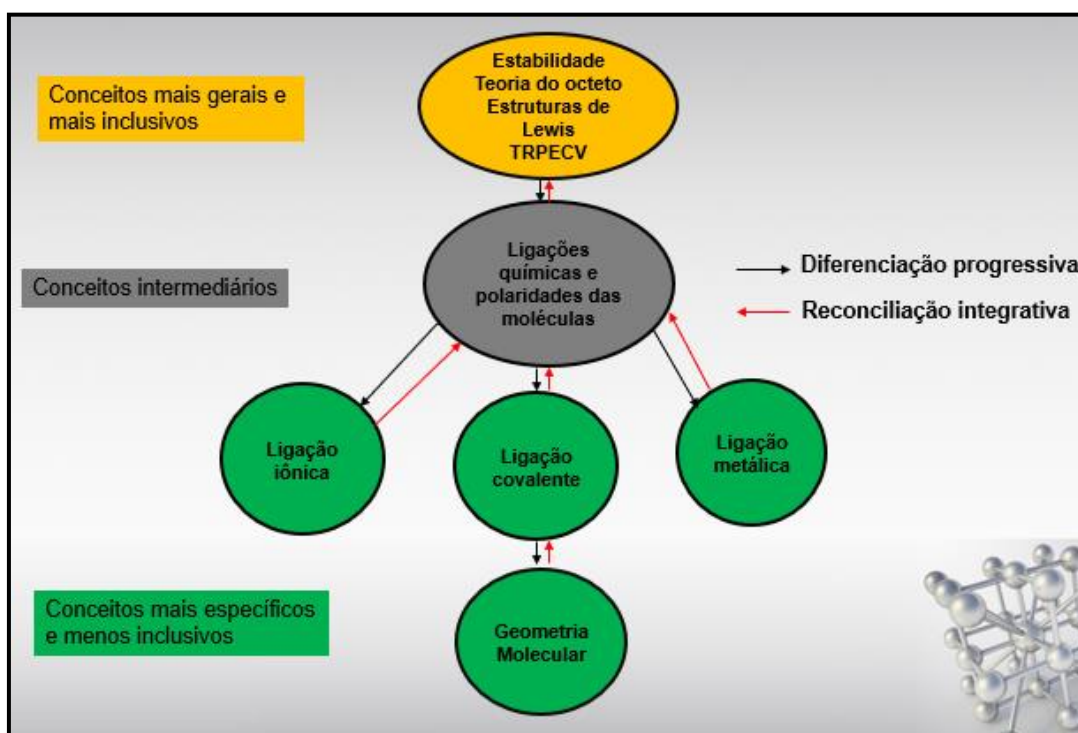 Conceitos mais gerais e
mais inclusivos
Estabilidade
Teoria do octeto
Estruturas de
Lewis
TRPECV
Conceitos intermediários
Ligações
químicas e
polaridades das
moléculas
Diferenciação progressiva
Reconciliação integrativa
Ligação
iônica
Ligação
covalente
Ligação
metálica
Conceitos mais específicos
e menos inclusivos
Geometria
Molecular